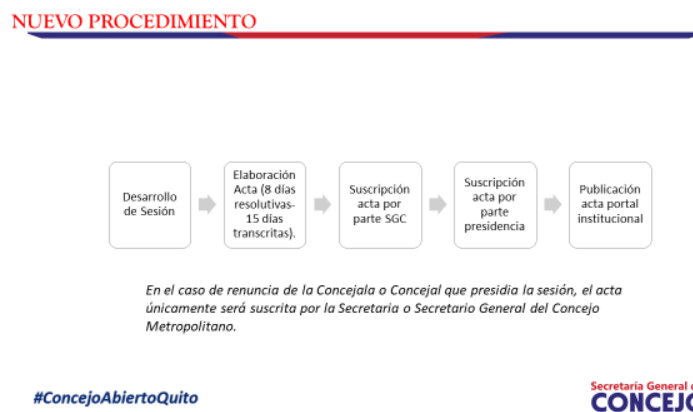 NUEVO PROCEDIMIENTO
Desarrollo
de Sesión
Elaboración
Acta (8 días
resolutivas-
15 días
transcritas).
Suscripción
acta por
parte SGC
Suscripción
acta por
parte
presidencia
Publicación
acta portal
institucional
En el caso de renuncia de la Concejala o Concejal que presidia la sesión, el acta
únicamente será suscrita por la Secretaria o Secretario General del Concejo
Metropolitano.
#ConcejoAbiertoQuito
Secretaría General
CONCEJO